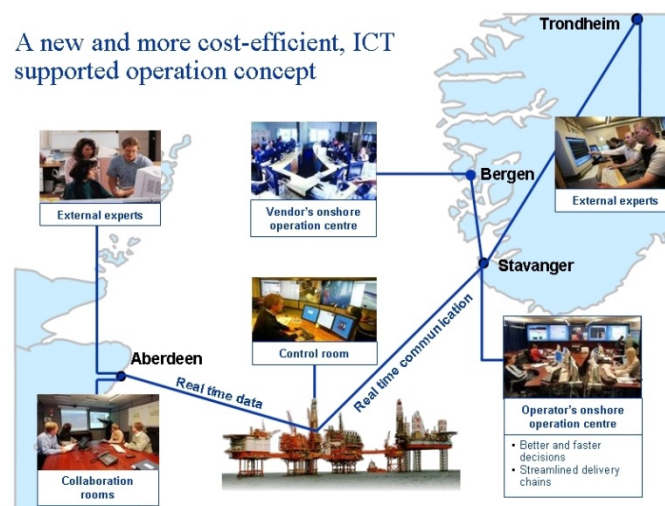 A new and more cost-efficient, ICT
supported operation concept
Trondheim
External experts
Vendor's onshore
operation centre
Bergen
External experts
Stavanger
Control room
Aberdeen
Real time data
Real time communication
Collaboration
rooms
Operator's onshore
operation centre
• Better and faster
decisions
• Streamlined delivery
chains